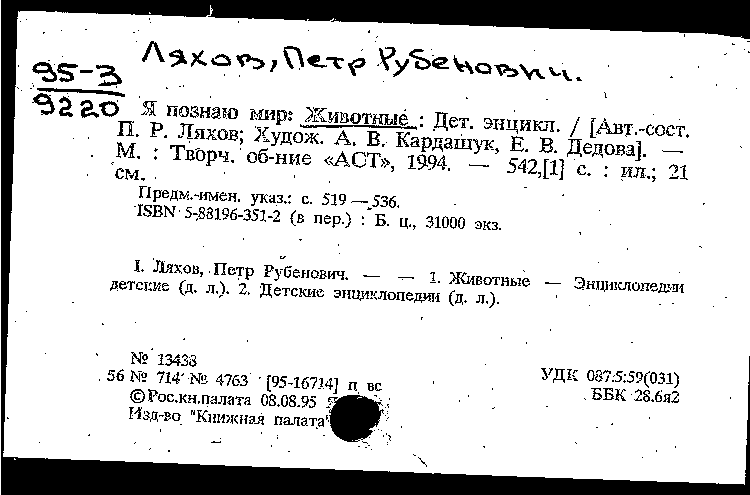 Ляхов, Петр Рубенович.
95-3
9220
Я познаю мир: Животные : Дет. энцикл. / [Авт.-сост.
П. Р. Ляхов; Худож. А. В. Кардашук, Е. В. Дедова]. —
М. : Творч. об-ние «АСТ», 1994. — 542,[1] с. : ил.; 21
см.
Предм.-имен. указ.: с. 519 — 536.
ISBN 5-88196-351-2 (в пер.) : Б. ц., 31000 экз.
I. Ляхов, Петр Рубенович. — — 1. Животные — Энциклопедии
детские (д. л.). 2. Детские энциклопедии (д. л.).
№ 13438
56 № 714 № 4763 [95-16714] п вс
УДК 087.5:59(031)
© Рос.кн.палата 08.08.95
ББК 28.6я2
Изд-во "Книжная палата"